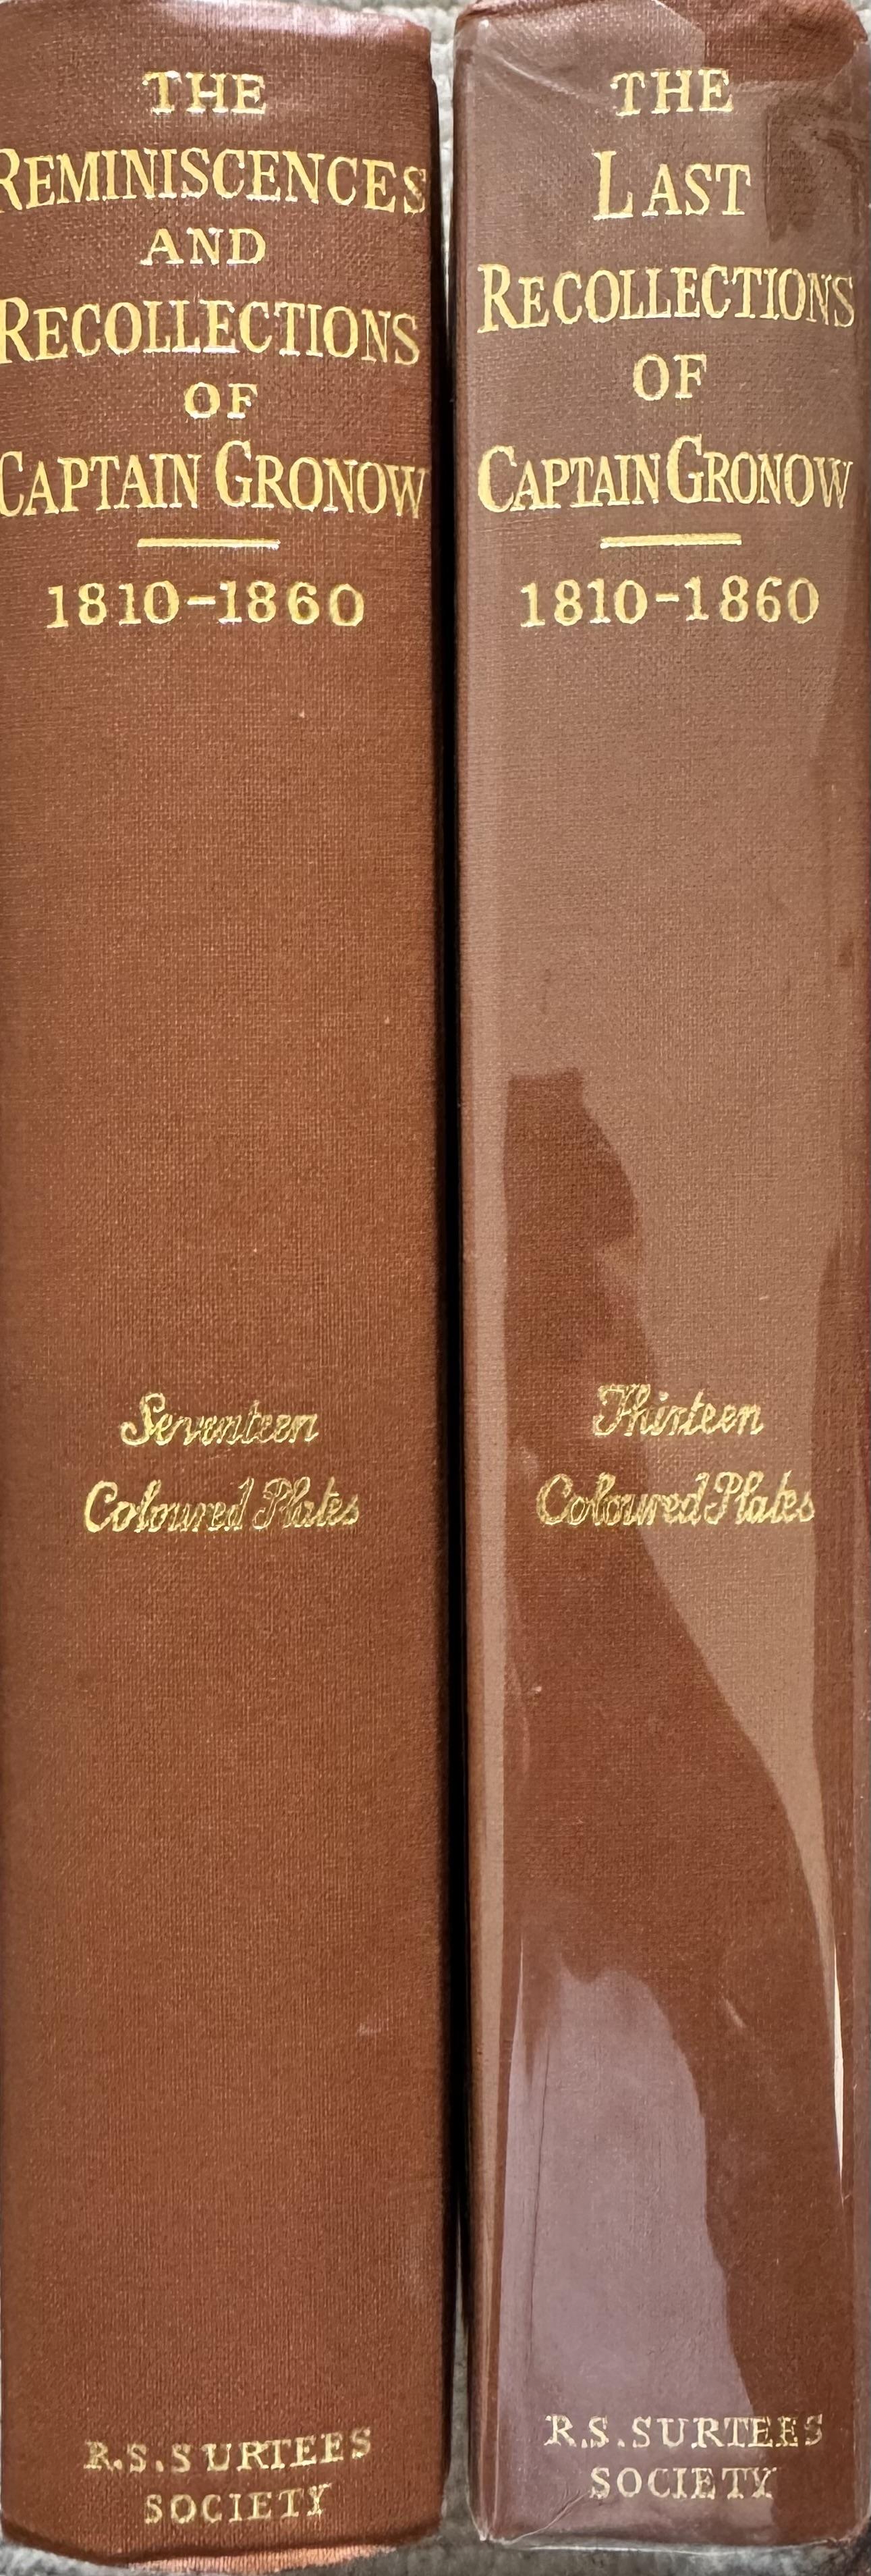 THE
REMINISCENCES
AND
RECOLLECTIONS
OF
CAPTAIN GRONOW
1810-1860
Seventeen
Coloured Plates
R.S.SURTEES
SOCIETY
THE
LAST
RECOLLECTIONS
OF
CAPTAIN GRONOW
1810-1860
Thirteen
Coloured Plates
R.S.SURTEES
SOCIETY